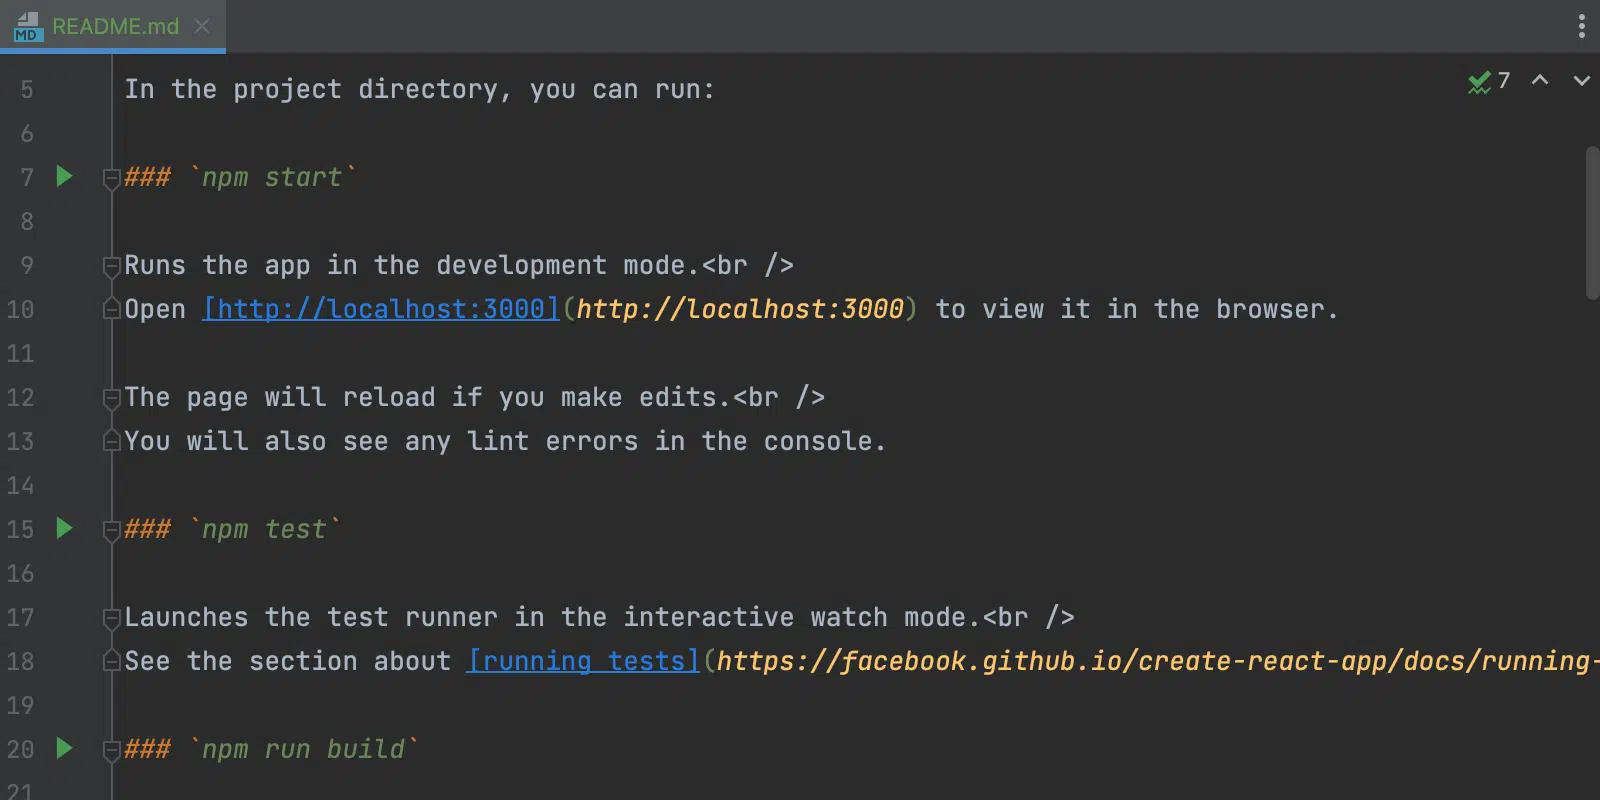 MD README.md
7
5 In the project directory, you can run:
6
7 ### `npm start`
8
9 Runs the app in the development mode.<br />
10 Open [http://localhost:3000](http://localhost:3000) to view it in the browser.
11
12 The page will reload if you make edits.<br />
13 You will also see any lint errors in the console.
14
15 ### `npm test`
16
17 Launches the test runner in the interactive watch mode.<br />
18 See the section about [running tests](https://facebook.github.io/create-react-app/docs/running-
19
20 ### `npm run build`
21